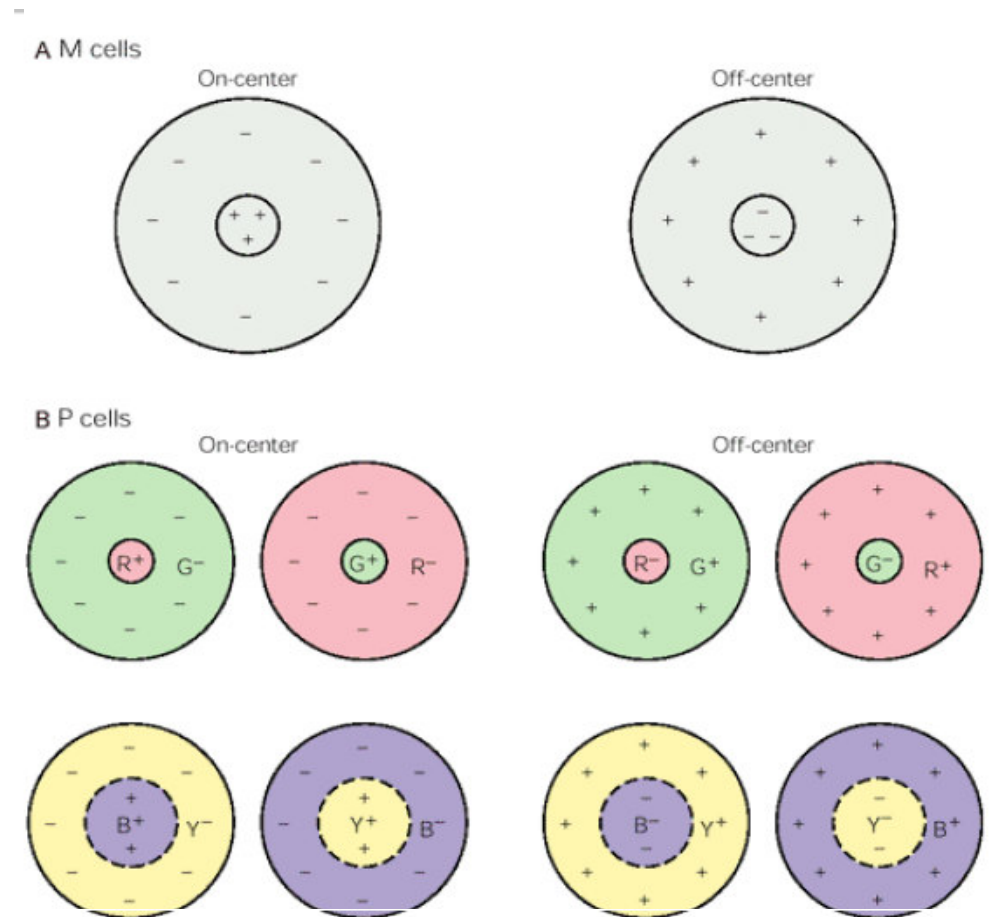 A M cells
On-center Off-center
− +
− − + +
+ + −
− − + +
+ − −
− − + +
− +
B P cells
On-center Off-center
− − + +
− − − − + + + +
− R+ G− − G+ R− + R− G+ + G− R+
− − − − + + + +
− − + +
− − + +
− − − − + + + +
+ + − −
− B+ Y− − Y+ B− + B− Y+ + Y− B+
+ + − −
− − − − + + + +
− − + +